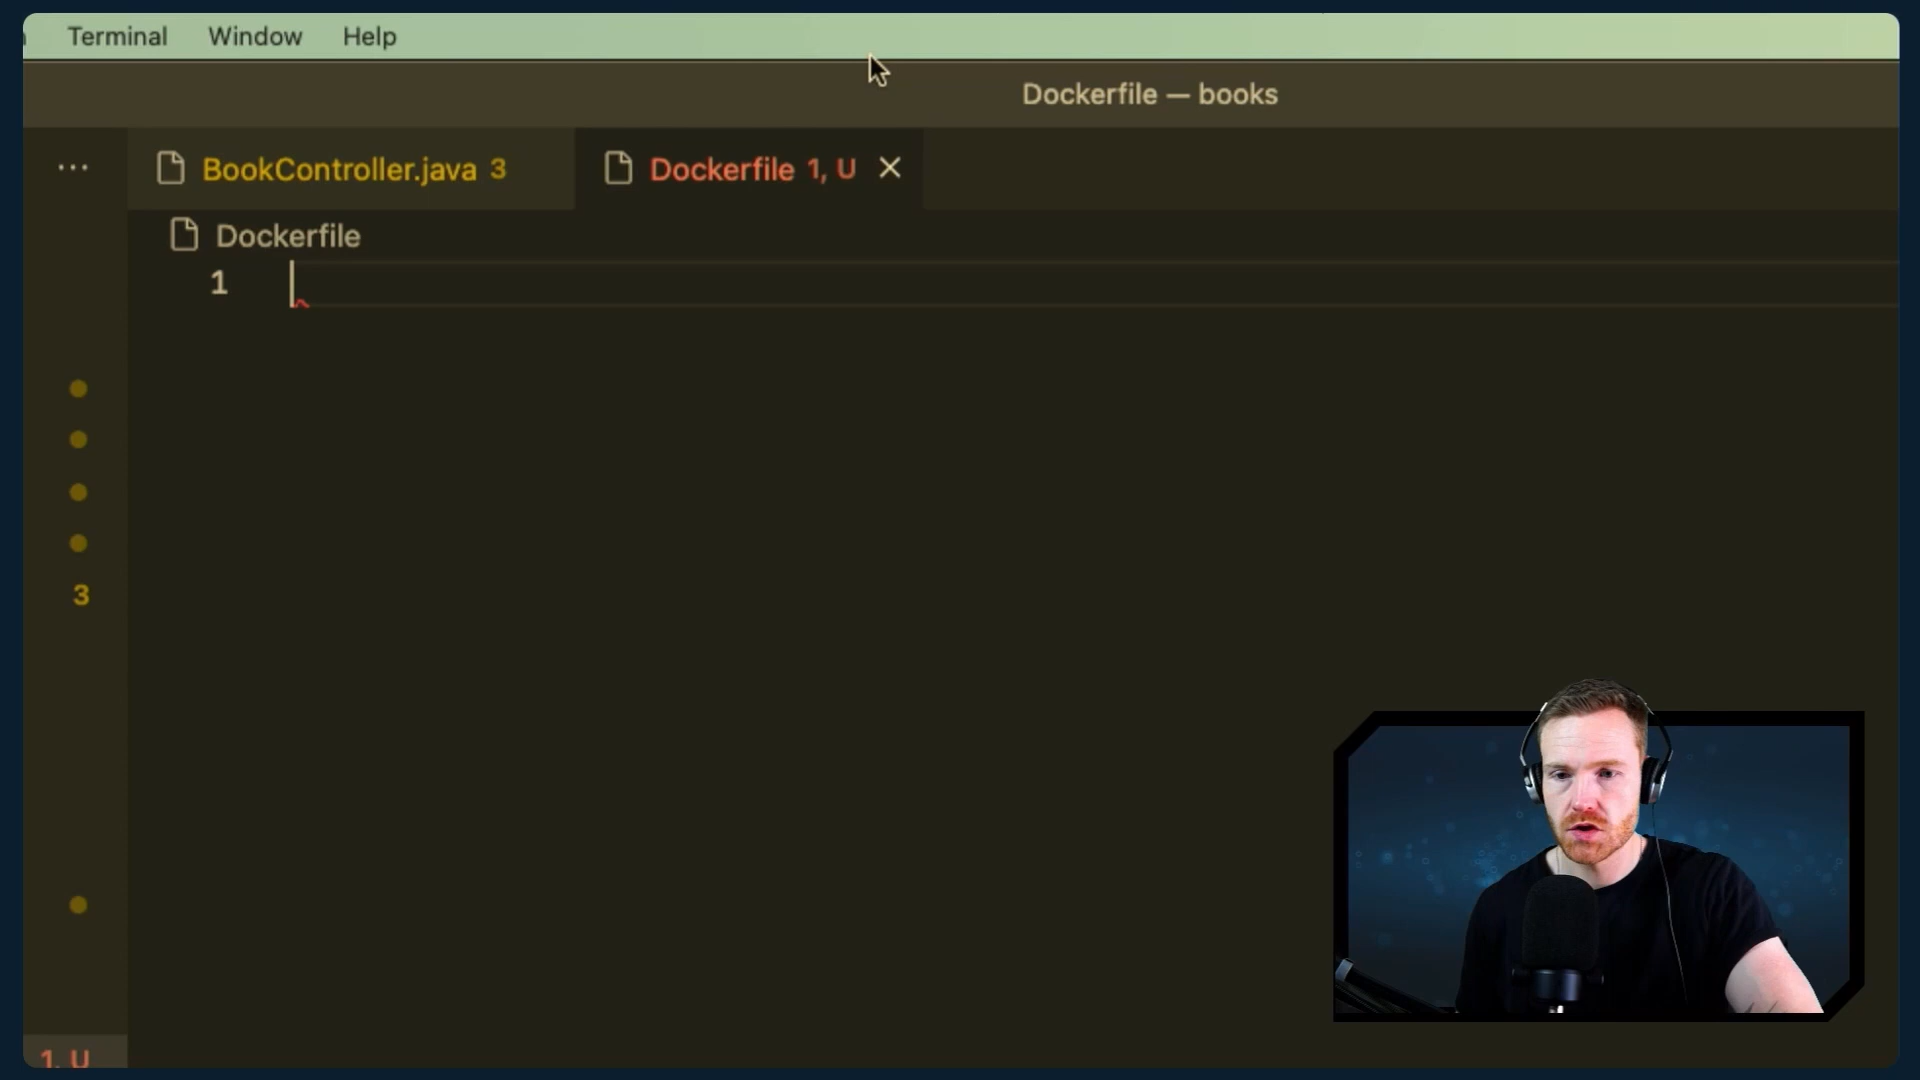 Terminal Window Help
Dockerfile — books
... BookController.java 3 Dockerfile 1, U
Dockerfile
1
3
1, U